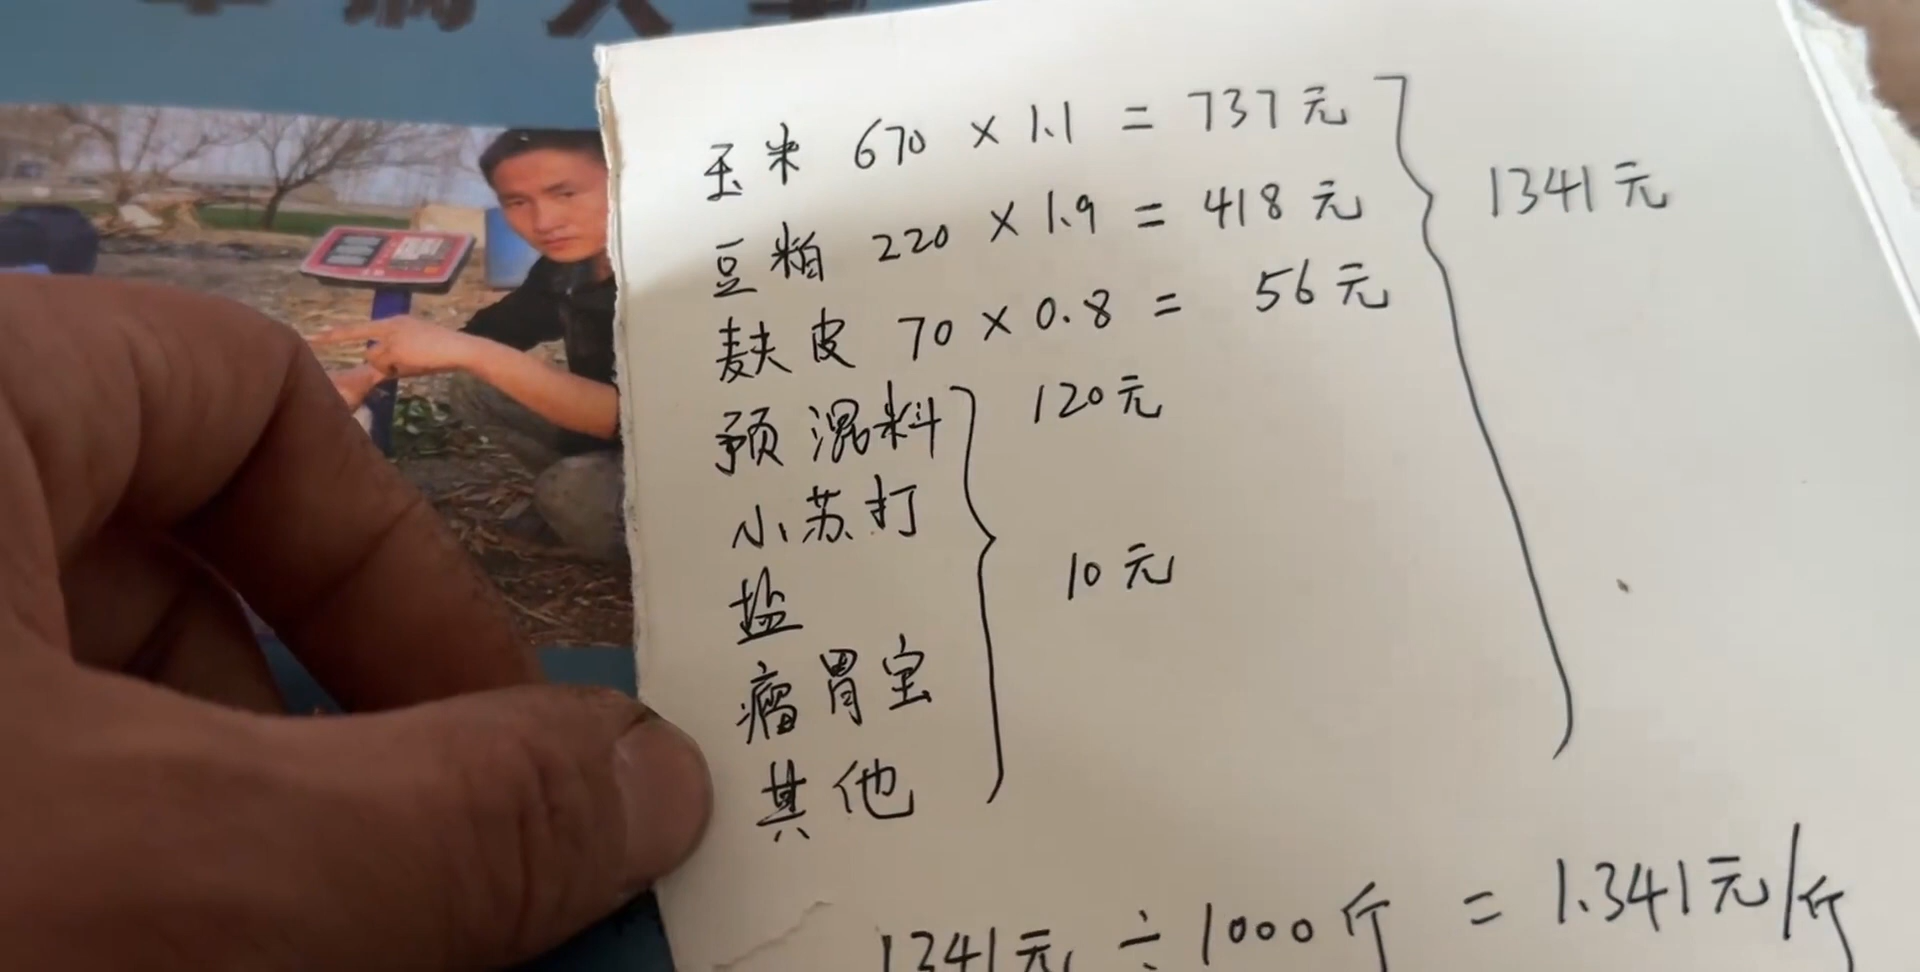 玉米 670 × 1.1 = 737元
1341元
豆粕 220 × 1.9 = 418元
麸皮 70 × 0.8 = 56元
预混料 120元
小苏打
10元
盐
瘤胃宝
其他
1341元 ÷ 1000斤 = 1.341元/斤